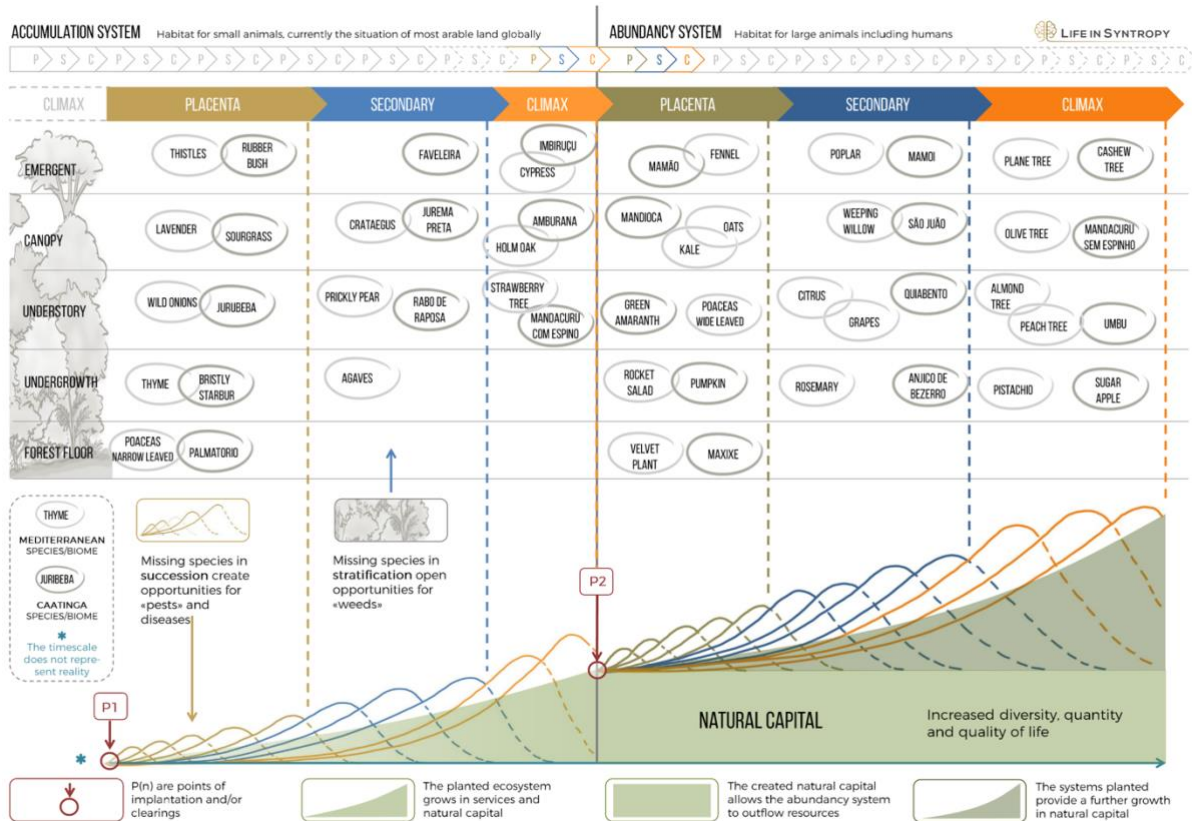 ACCUMULATION SYSTEM Habitat for small animals, currently the situation of most arable land globally
ABUNDANCY SYSTEM Habitat for large animals including humans
LIFE IN SYNTROPY
P S C P S C P S C P S C P S C P S C P S C P S C P S C P S C P S C P S C P S C
CLIMAX PLACENTA SECONDARY CLIMAX PLACENTA SECONDARY CLIMAX
EMERGENT
THISTLES
RUBBER
BUSH
FAVELEIRA
IMBIRUÇU
CYPRESS
MAMÃO
FENNEL
POPLAR
MAMOI
PLANE TREE
CASHEW
TREE
CANOPY
LAVENDER
SOURGRASS
CRATAEGUS
JUREMA
PRETA
AMBURANA
HOLM OAK
MANDIOCA
OATS
KALE
WEEPING
WILLOW
SÃO JUÃO
OLIVE TREE
MANDACARU
SEM ESPINHO
UNDERSTORY
WILD ONIONS
JURUBEBA
PRICKLY PEAR
RABO DE
RAPOSA
STRAWBERRY
TREE
MANDACURU
COM ESPINO
GREEN
AMARANTH
POACEAS
WIDE LEAVED
CITRUS
GRAPES
QUIABENTO
ALMOND
TREE
PEACH TREE
UMBU
UNDERGROWTH
THYME
BRISTLY
STARBUR
AGAVES
ROCKET
SALAD
PUMPKIN
ROSEMARY
ANJICO DE
BEZERRO
PISTACHIO
SUGAR
APPLE
FOREST FLOOR
POACEAS
NARROW LEAVED
PALMATORIO
VELVET
PLANT
MAXIXE
THYME
MEDITERRANEAN
SPECIES/BIOME
JURIBEBA
CAATINGA
SPECIES/BIOME
*
The timescale
does not repre-
sent reality
Missing species in
succession create
opportunities for
«pests» and
diseases
Missing species in
stratification open
opportunities for
«weeds»
P1
P2
NATURAL CAPITAL
Increased diversity, quantity
and quality of life
*
P(n) are points of
implantation and/or
clearings
The planted ecosystem
grows in services and
natural capital
The created natural capital
allows the abundancy system
to outflow resources
The systems planted
provide a further growth
in natural capital